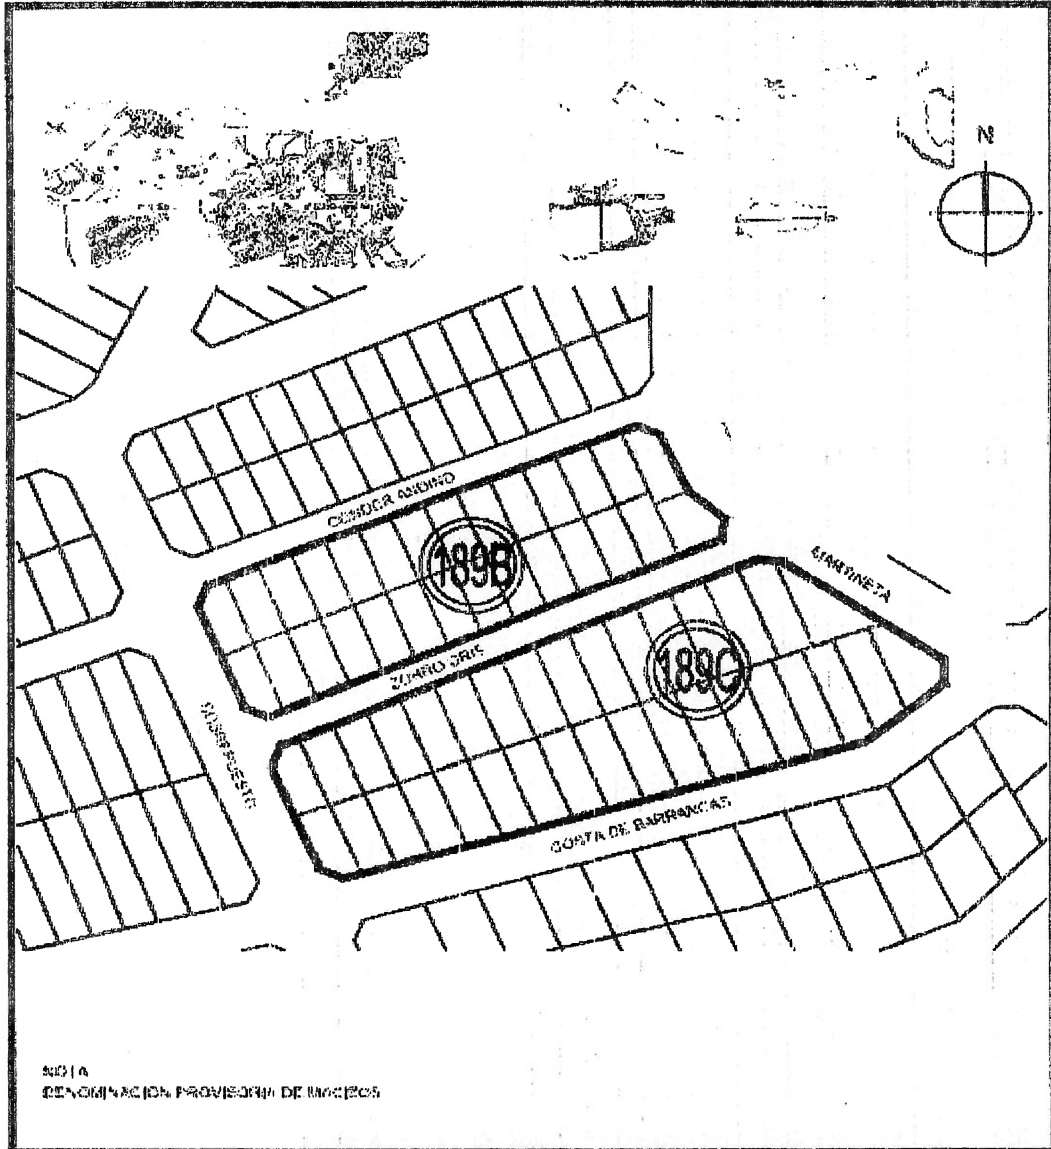 N
CONDOR ANDINO
189B
MARTINETA
ZORRO GRIS
189C
COSTA DE BARRANCAS
NOTA
DENOMINACION PROVISORIA DE MACIZOS